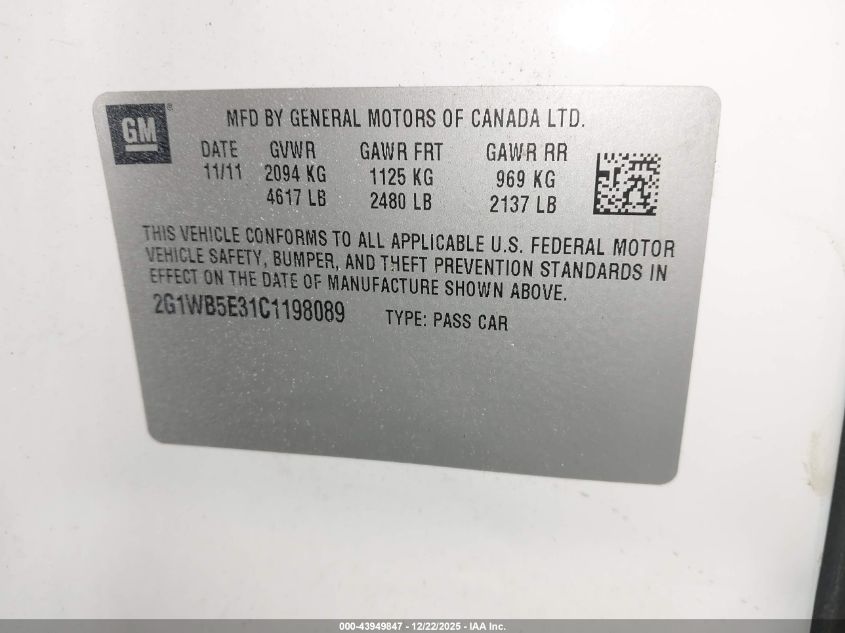 GM®
MFD BY GENERAL MOTORS OF CANADA LTD.
DATE GVWR GAWR FRT GAWR RR
11/11 2094 KG 1125 KG 969 KG
4617 LB 2480 LB 2137 LB
THIS VEHICLE CONFORMS TO ALL APPLICABLE U.S. FEDERAL MOTOR
VEHICLE SAFETY, BUMPER, AND THEFT PREVENTION STANDARDS IN
EFFECT ON THE DATE OF MANUFACTURE SHOWN ABOVE.
2G1WB5E31C1198089 TYPE: PASS CAR
000-43949847 - 12/22/2025 - IAA Inc.